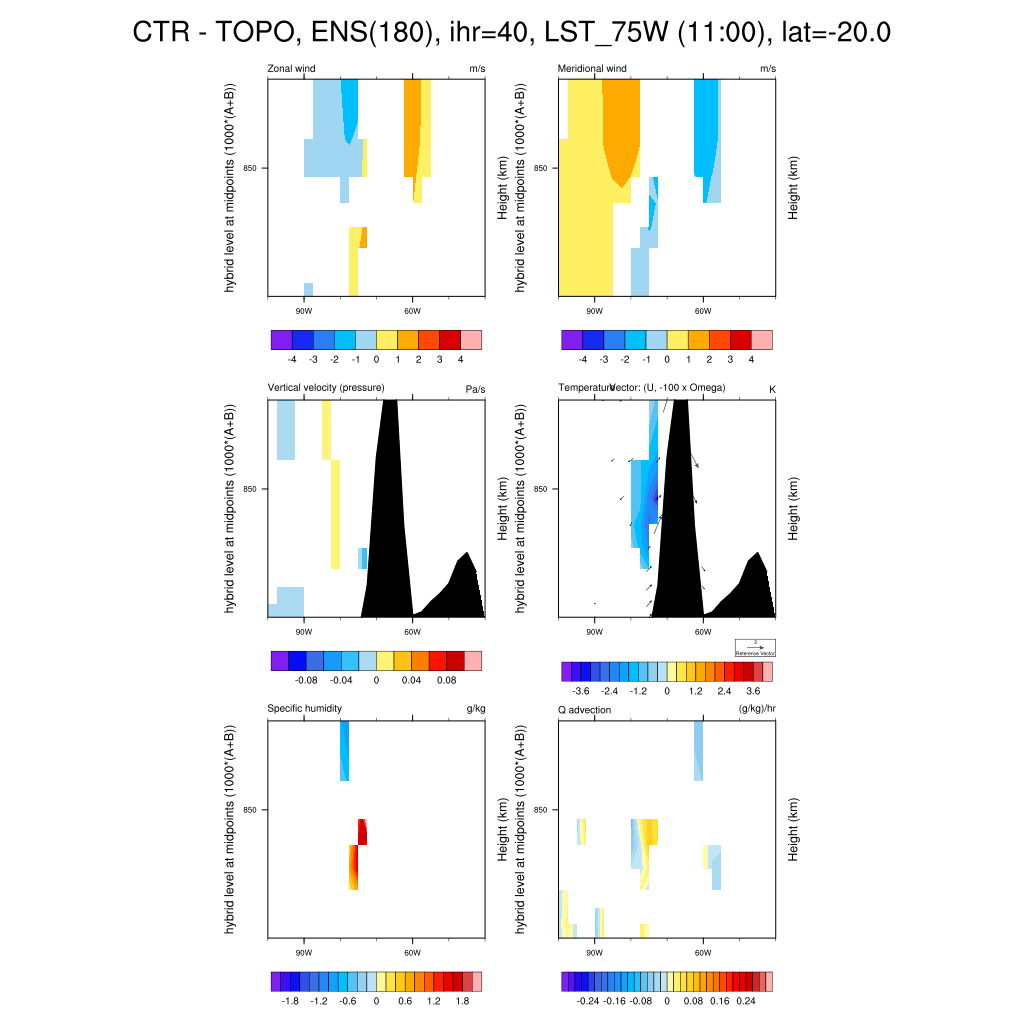 CTR - TOPO, ENS(180), ihr=40, LST_75W (11:00), lat=-20.0
Zonal wind m/s
hybrid level at midpoints (1000*(A+B))
850
Height (km)
90W 60W
-4 -3 -2 -1 0 1 2 3 4
Meridional wind m/s
hybrid level at midpoints (1000*(A+B))
850
Height (km)
90W 60W
-4 -3 -2 -1 0 1 2 3 4
Vertical velocity (pressure) Pa/s
hybrid level at midpoints (1000*(A+B))
850
Height (km)
90W 60W
-0.08 -0.04 0 0.04 0.08
Temperature Vector: (U, -100 x Omega) K
hybrid level at midpoints (1000*(A+B))
850
Height (km)
90W 60W
3
Reference Vector
-3.6 -2.4 -1.2 0 1.2 2.4 3.6
Specific humidity g/kg
hybrid level at midpoints (1000*(A+B))
850
Height (km)
90W 60W
-1.8 -1.2 -0.6 0 0.6 1.2 1.8
Q advection (g/kg)/hr
hybrid level at midpoints (1000*(A+B))
850
Height (km)
90W 60W
-0.24 -0.16 -0.08 0 0.08 0.16 0.24